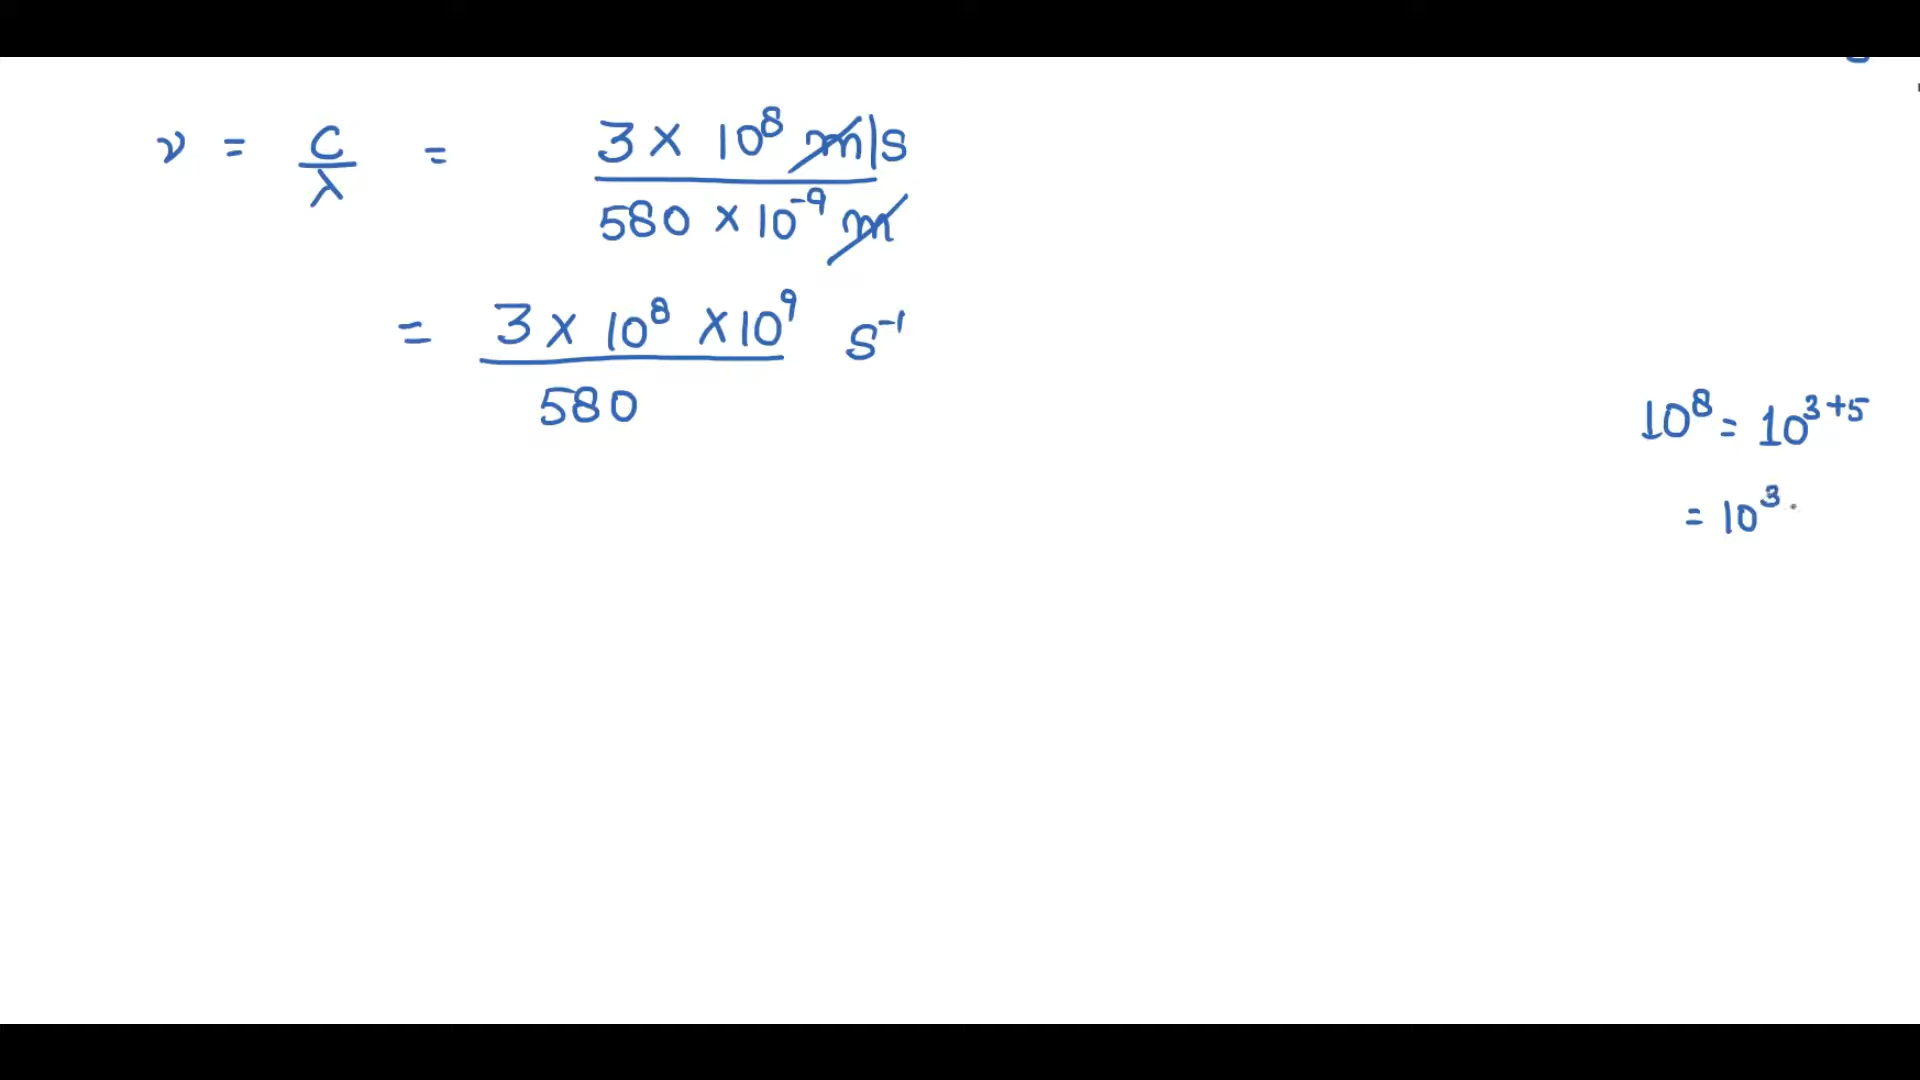 ν = c/λ = 3 × 10⁸ m/s / 580 × 10⁻⁹ m
= 3 × 10⁸ × 10⁹ / 580 s⁻¹
10⁸ = 10³⁺⁵
= 10³ ·